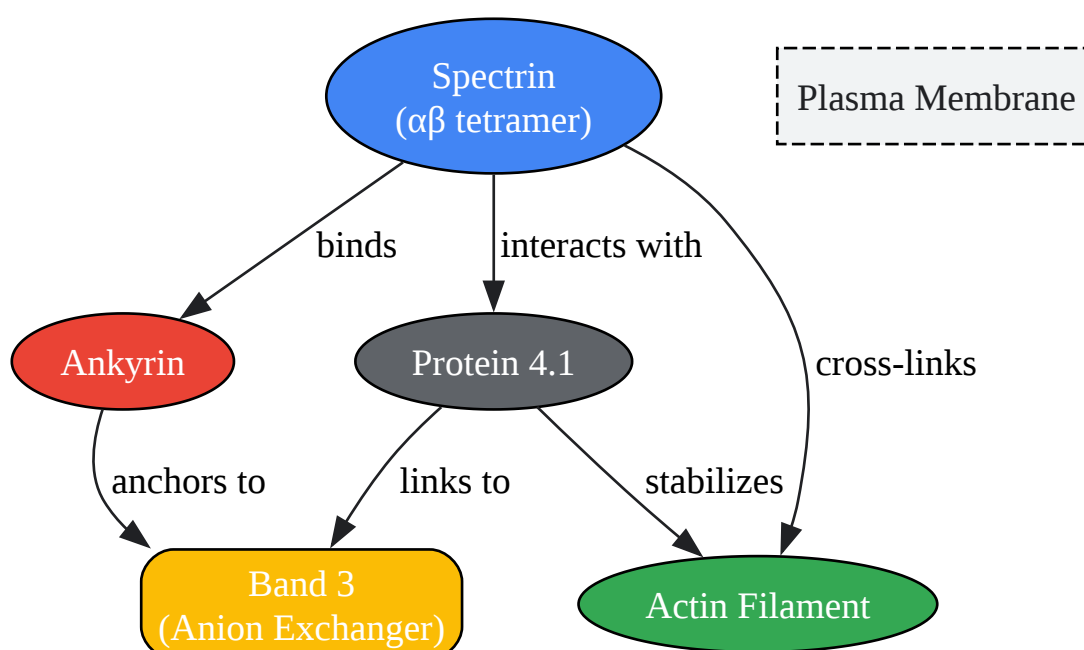 Spectrin
(αβ tetramer)
Plasma Membrane
binds
interacts with
Ankyrin
Protein 4.1
cross-links
anchors to
links to
stabilizes
Band 3
(Anion Exchanger)
Actin Filament